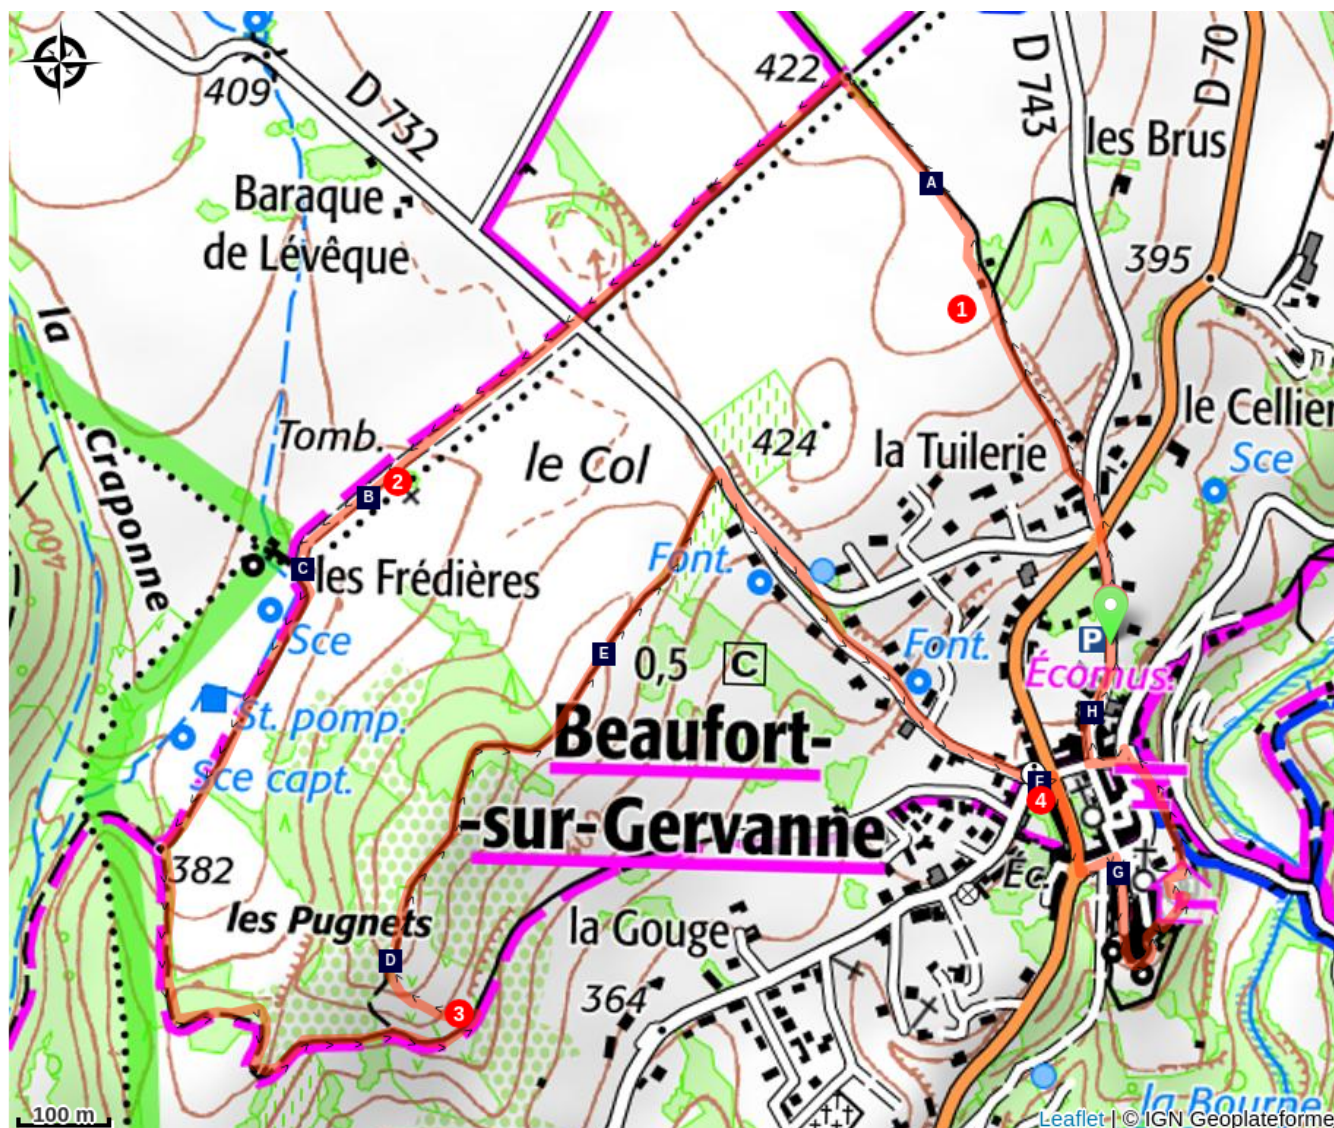 422
D 743
D 70
409
D 732
les Brus
A
Baraque
de Lévêque
395
1
la
le Cellier
Tomb.
le Col
424
la Tuilerie
Sce
Craponne
2
B
400
C
les Frédières
Font.
Sce
E
0,5
C
Font.
P
Écomus.
St. pomp.
H
Sce capt.
Beaufort-
-sur-Gervanne
F
4
382
Éc.
G
les Pugnets
la Gouge
D
364
3
la Bourne
100 m
Leaflet | © IGN Geoplateforme